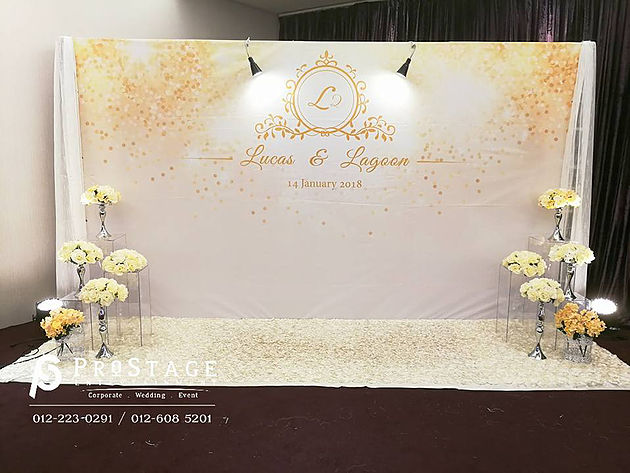 L
Lucas & Lagoon
14 January 2018
PROSTAGE
Corporate . Wedding . Event
012-223-0291 / 012-608 5201